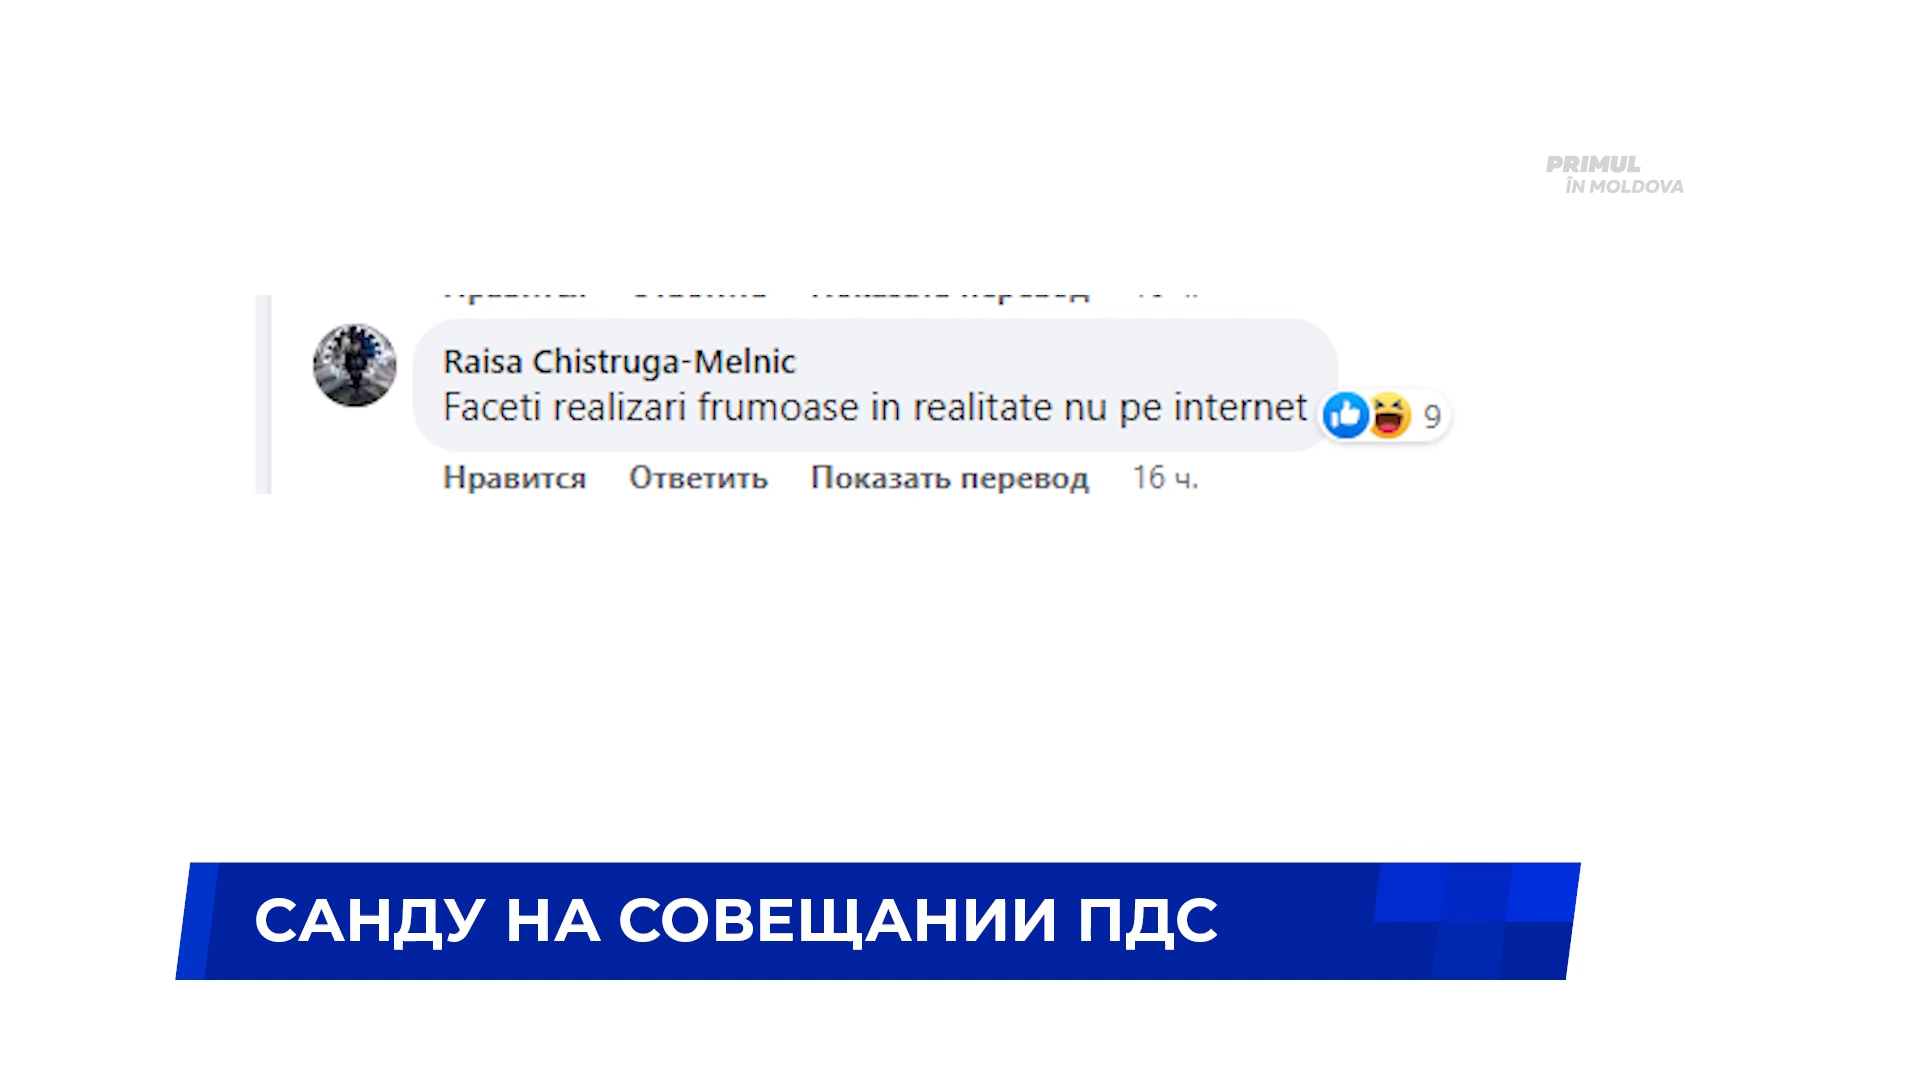 PRIMUL
ÎN MOLDOVA
Raisa Chistruga-Melnic
Faceti realizari frumoase in realitate nu pe internet
9
Нравится Ответить Показать перевод 16 ч.
САНДУ НА СОВЕЩАНИИ ПДС